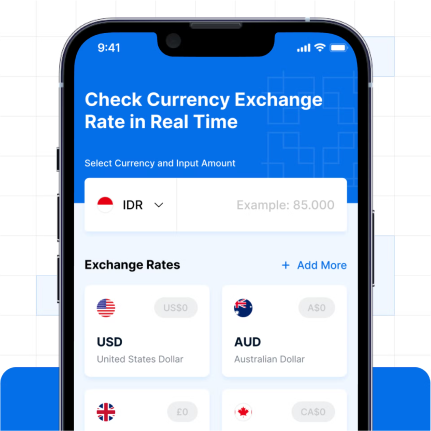 9:41
Check Currency Exchange
Rate in Real Time
Select Currency and Input Amount
IDR Example: 85.000
Exchange Rates + Add More
US$0 A$0
USD AUD
United States Dollar Australian Dollar
£0 CA$0